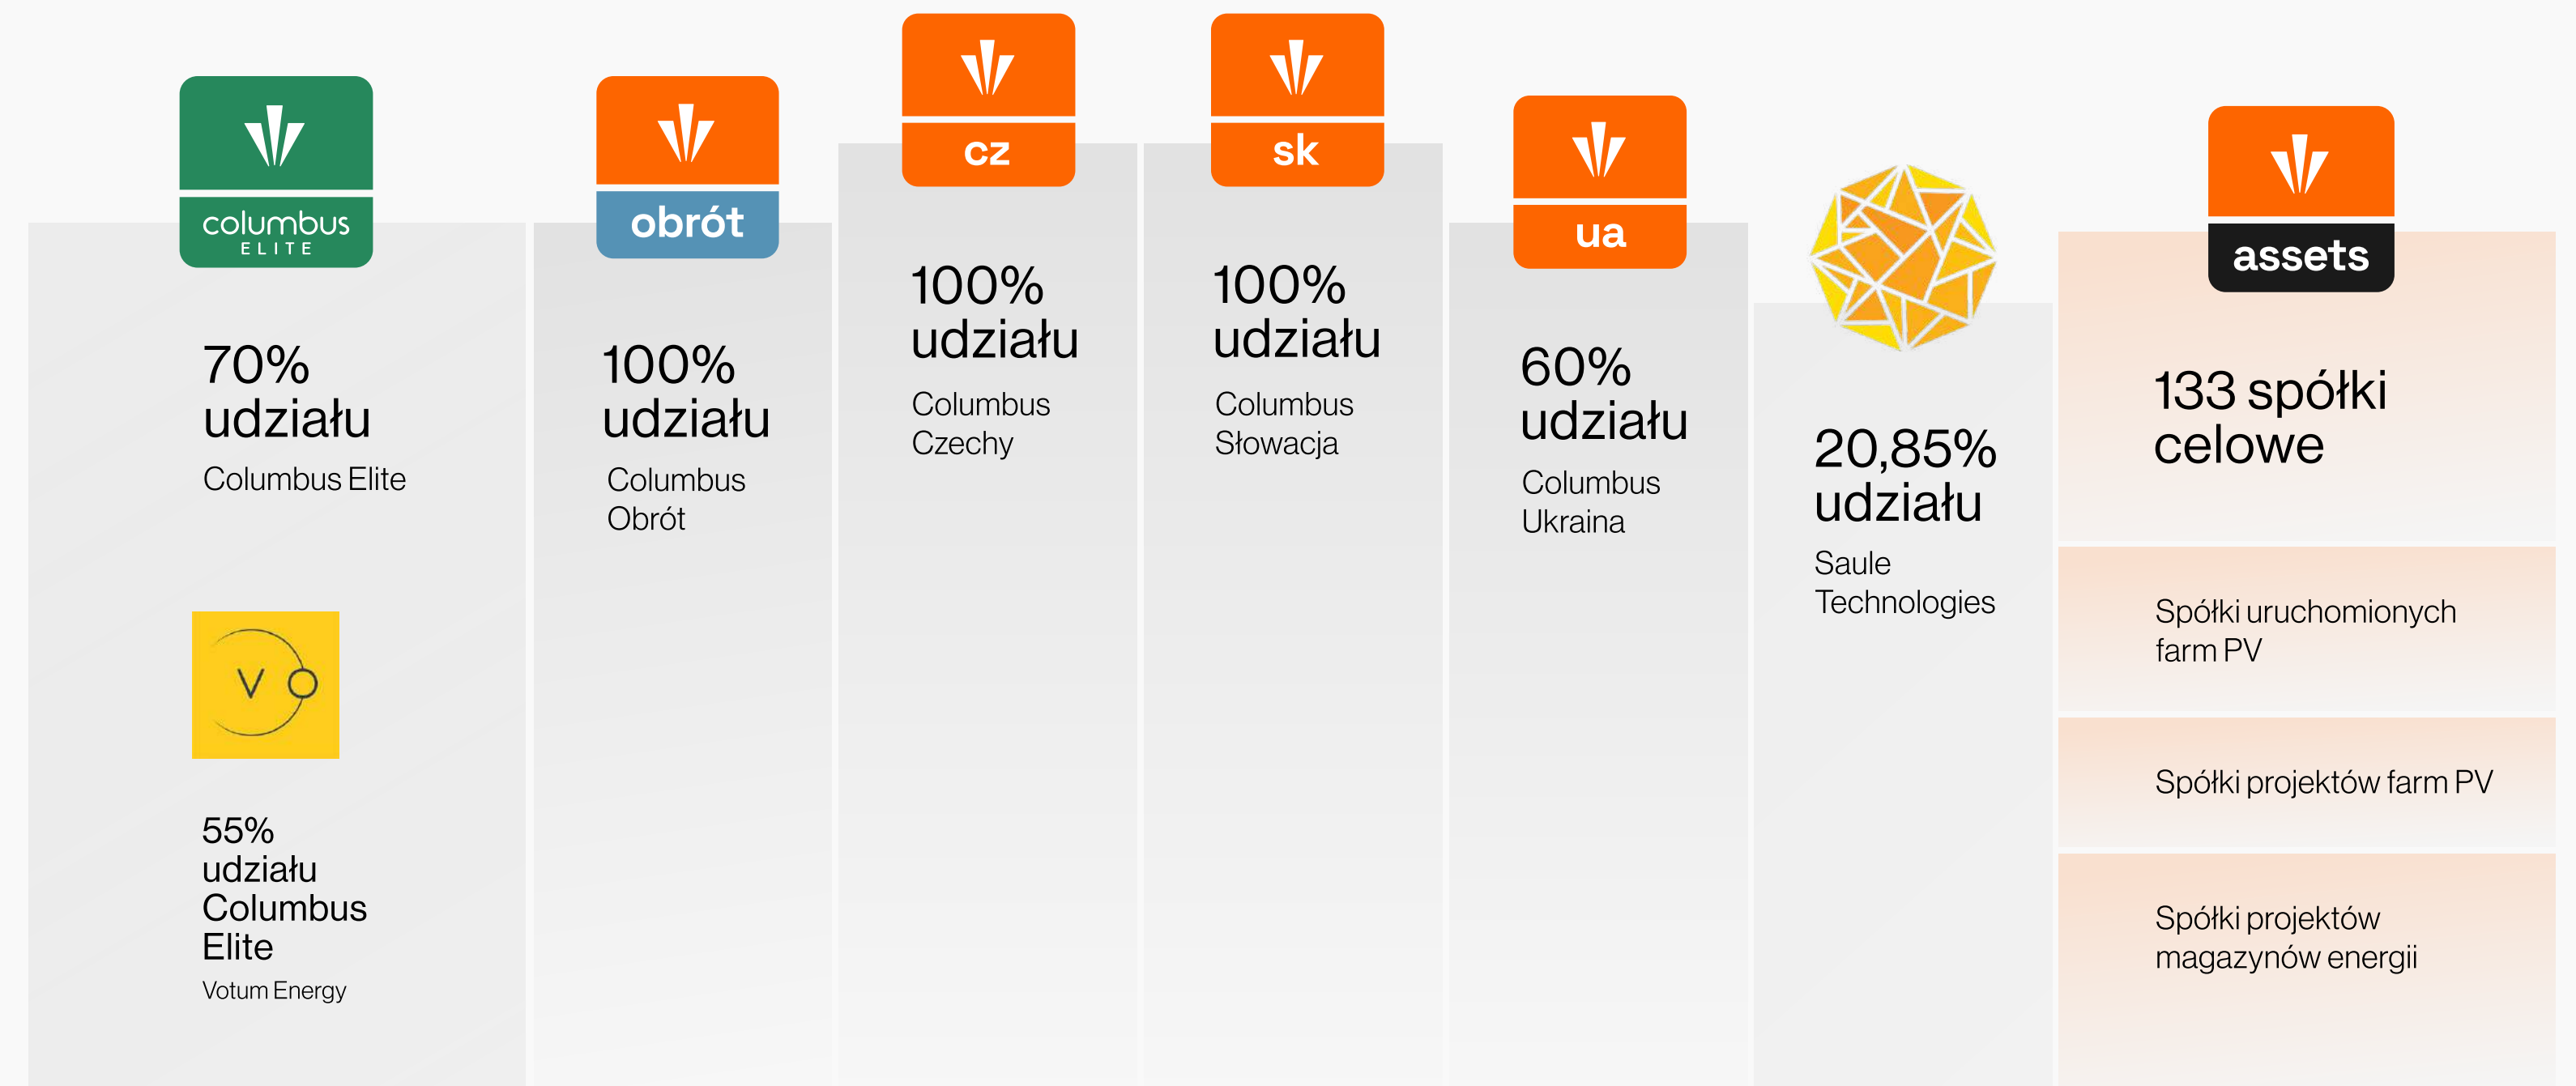 columbus
ELITE
70%
udziału
Columbus Elite
V
55%
udziału
Columbus
Elite
Votum Energy
obrót
100%
udziału
Columbus
Obrót
cz
100%
udziału
Columbus
Czechy
sk
100%
udziału
Columbus
Słowacja
ua
60%
udziału
Columbus
Ukraina
20,85%
udziału
Saule
Technologies
assets
133 spółki
celowe
Spółki uruchomionych
farm PV
Spółki projektów farm PV
Spółki projektów
magazynów energii